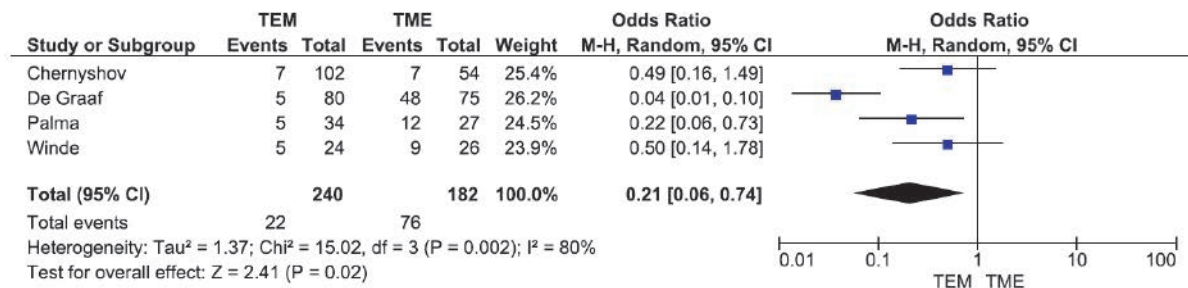 TEM TME Odds Ratio Odds Ratio
Study or Subgroup Events Total Events Total Weight M-H, Random, 95% CI M-H, Random, 95% CI
Chernyshov 7 102 7 54 25.4% 0.49 [0.16, 1.49]
De Graaf 5 80 48 75 26.2% 0.04 [0.01, 0.10]
Palma 5 34 12 27 24.5% 0.22 [0.06, 0.73]
Winde 5 24 9 26 23.9% 0.50 [0.14, 1.78]
Total (95% CI) 240 182 100.0% 0.21 [0.06, 0.74]
Total events 22 76
Heterogeneity: Tau² = 1.37; Chi² = 15.02, df = 3 (P = 0.002); I² = 80%
Test for overall effect: Z = 2.41 (P = 0.02)
0.01 0.1 1 10 100
TEM TME